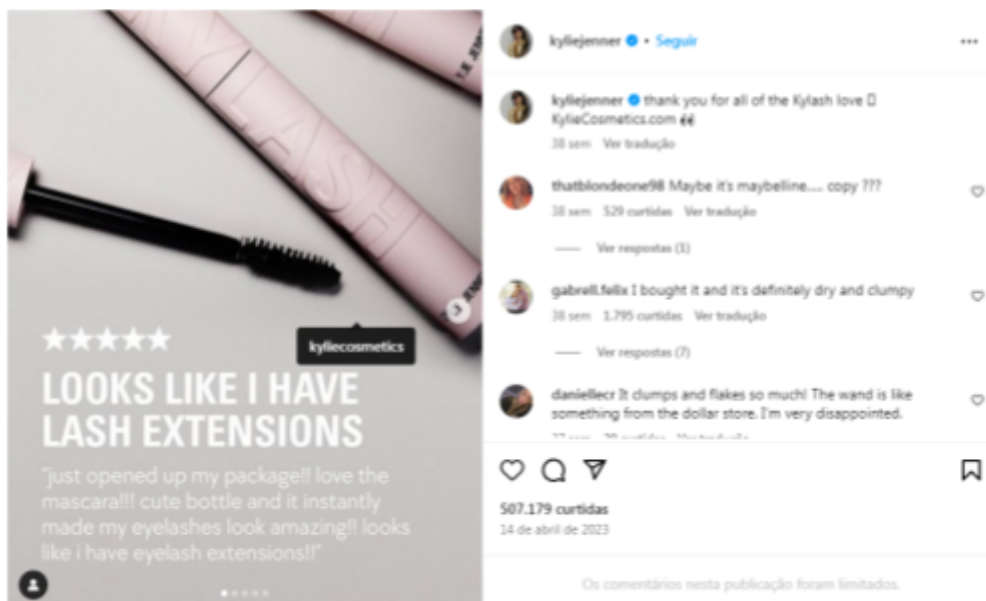 KYLASH
kyliecosmetics
LOOKS LIKE I HAVE
LASH EXTENSIONS
"just opened up my package!! love the
mascara!!! cute bottle and it instantly
made my eyelashes look amazing!! looks
like i have eyelash extensions!!"
kyliejenner • Seguir
kyliejenner thank you for all of the Kylash love
KylieCosmetics.com
38 sem Ver tradução
thatblondeone98 Maybe it's maybelline..... copy ???
38 sem 529 curtidas Ver tradução
Ver respostas (1)
gabrell.felix I bought it and it's definitely dry and clumpy
38 sem 1.795 curtidas Ver tradução
Ver respostas (7)
daniellecr It clumps and flakes so much! The wand is like
something from the dollar store. I'm very disappointed.
507.179 curtidas
14 de abril de 2023
Os comentários nesta publicação foram limitados.